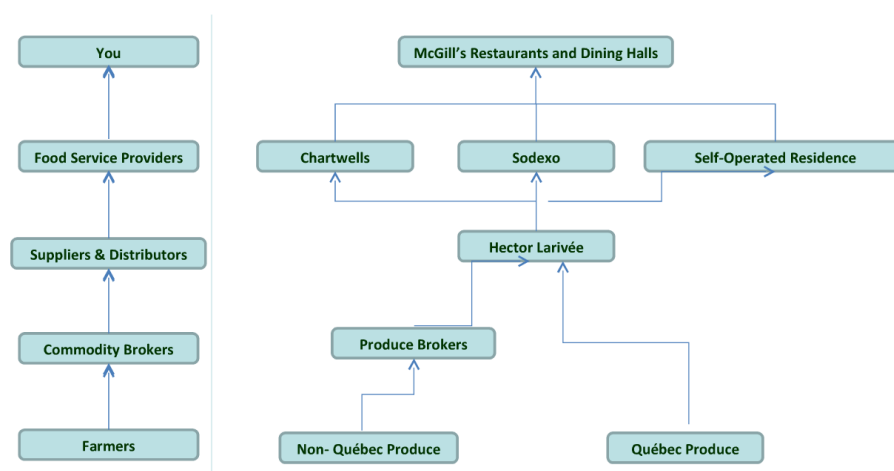 You
McGill's Restaurants and Dining Halls
Food Service Providers
Chartwells
Sodexo
Self-Operated Residence
Suppliers & Distributors
Hector Larivée
Commodity Brokers
Produce Brokers
Farmers
Non- Québec Produce
Québec Produce